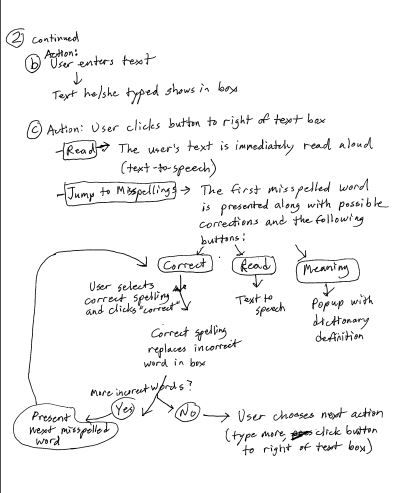 ② continued
Action:
ⓑ User enters text
Text he/she typed shows in box
ⓒ Action: User clicks button to right of text box
Read → The user's text is immediately read aloud
(text-to-speech)
Jump to Misspellings → The first misspelled word
is presented along with possible
corrections and the following
buttons:
Correct
Read
Meaning
User selects
correct spelling
and clicks "correct"
Text to
speech
Popup with
dictionary
definition
Correct spelling
replaces incorrect
word in box
More incorrect words?
Yes
No → User chooses next action
(type more, click button
to right of text box)
Present
next misspelled
word